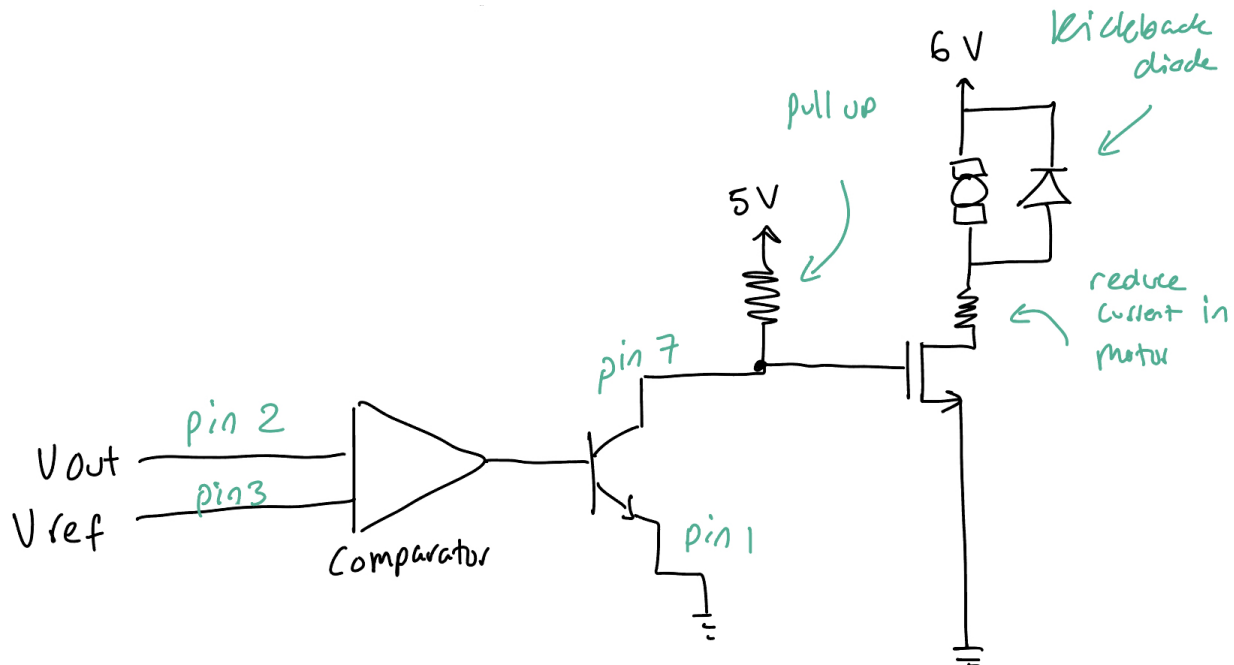 6 V
kickback
diode
pull up
5V
reduce
current in
motor
pin 7
pin 2
Vout
pin3
Vref
Comparator
pin 1